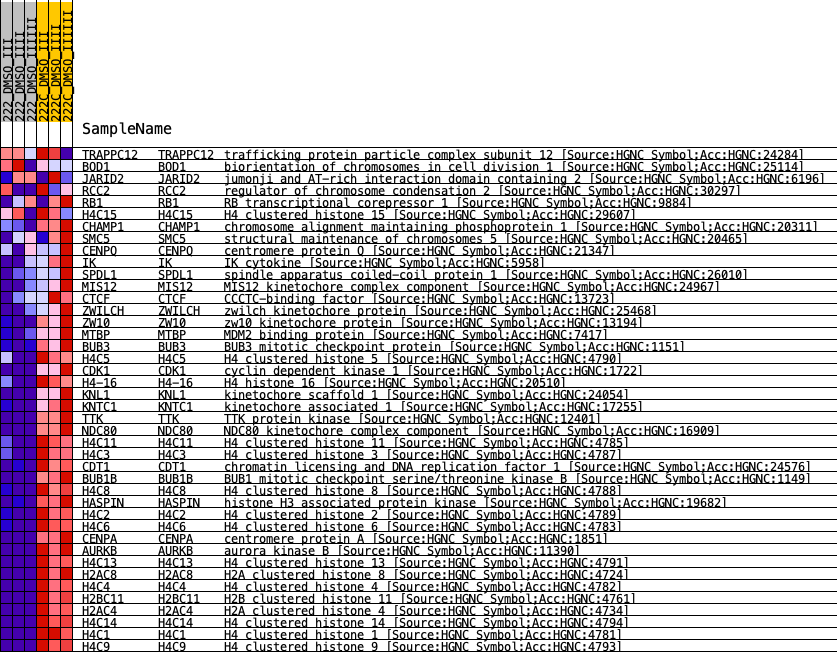 222_DMSO_III
222_DMSO_IIII
222_DMSO_IIIIII
222C_DMSO_III
222C_DMSO_IIII
222C_DMSO_IIIIII
SampleName
TRAPPC12 TRAPPC12 trafficking protein particle complex subunit 12 [Source:HGNC Symbol;Acc:HGNC:24284]
BOD1 BOD1 biorientation of chromosomes in cell division 1 [Source:HGNC Symbol;Acc:HGNC:25114]
JARID2 JARID2 jumonji and AT-rich interaction domain containing 2 [Source:HGNC Symbol;Acc:HGNC:6196]
RCC2 RCC2 regulator of chromosome condensation 2 [Source:HGNC Symbol;Acc:HGNC:30297]
RB1 RB1 RB transcriptional corepressor 1 [Source:HGNC Symbol;Acc:HGNC:9884]
H4C15 H4C15 H4 clustered histone 15 [Source:HGNC Symbol;Acc:HGNC:29607]
CHAMP1 CHAMP1 chromosome alignment maintaining phosphoprotein 1 [Source:HGNC Symbol;Acc:HGNC:20311]
SMC5 SMC5 structural maintenance of chromosomes 5 [Source:HGNC Symbol;Acc:HGNC:20465]
CENPQ CENPQ centromere protein Q [Source:HGNC Symbol;Acc:HGNC:21347]
IK IK IK cytokine [Source:HGNC Symbol;Acc:HGNC:5958]
SPDL1 SPDL1 spindle apparatus coiled-coil protein 1 [Source:HGNC Symbol;Acc:HGNC:26010]
MIS12 MIS12 MIS12 kinetochore complex component [Source:HGNC Symbol;Acc:HGNC:24967]
CTCF CTCF CCCTC-binding factor [Source:HGNC Symbol;Acc:HGNC:13723]
ZWILCH ZWILCH zwilch kinetochore protein [Source:HGNC Symbol;Acc:HGNC:25468]
ZW10 ZW10 zw10 kinetochore protein [Source:HGNC Symbol;Acc:HGNC:13194]
MTBP MTBP MDM2 binding protein [Source:HGNC Symbol;Acc:HGNC:7417]
BUB3 BUB3 BUB3 mitotic checkpoint protein [Source:HGNC Symbol;Acc:HGNC:1151]
H4C5 H4C5 H4 clustered histone 5 [Source:HGNC Symbol;Acc:HGNC:4790]
CDK1 CDK1 cyclin dependent kinase 1 [Source:HGNC Symbol;Acc:HGNC:1722]
H4-16 H4-16 H4 histone 16 [Source:HGNC Symbol;Acc:HGNC:20510]
KNL1 KNL1 kinetochore scaffold 1 [Source:HGNC Symbol;Acc:HGNC:24054]
KNTC1 KNTC1 kinetochore associated 1 [Source:HGNC Symbol;Acc:HGNC:17255]
TTK TTK TTK protein kinase [Source:HGNC Symbol;Acc:HGNC:12401]
NDC80 NDC80 NDC80 kinetochore complex component [Source:HGNC Symbol;Acc:HGNC:16909]
H4C11 H4C11 H4 clustered histone 11 [Source:HGNC Symbol;Acc:HGNC:4785]
H4C3 H4C3 H4 clustered histone 3 [Source:HGNC Symbol;Acc:HGNC:4787]
CDT1 CDT1 chromatin licensing and DNA replication factor 1 [Source:HGNC Symbol;Acc:HGNC:24576]
BUB1B BUB1B BUB1 mitotic checkpoint serine/threonine kinase B [Source:HGNC Symbol;Acc:HGNC:1149]
H4C8 H4C8 H4 clustered histone 8 [Source:HGNC Symbol;Acc:HGNC:4788]
HASPIN HASPIN histone H3 associated protein kinase [Source:HGNC Symbol;Acc:HGNC:19682]
H4C2 H4C2 H4 clustered histone 2 [Source:HGNC Symbol;Acc:HGNC:4789]
H4C6 H4C6 H4 clustered histone 6 [Source:HGNC Symbol;Acc:HGNC:4783]
CENPA CENPA centromere protein A [Source:HGNC Symbol;Acc:HGNC:1851]
AURKB AURKB aurora kinase B [Source:HGNC Symbol;Acc:HGNC:11390]
H4C13 H4C13 H4 clustered histone 13 [Source:HGNC Symbol;Acc:HGNC:4791]
H2AC8 H2AC8 H2A clustered histone 8 [Source:HGNC Symbol;Acc:HGNC:4724]
H4C4 H4C4 H4 clustered histone 4 [Source:HGNC Symbol;Acc:HGNC:4782]
H2BC11 H2BC11 H2B clustered histone 11 [Source:HGNC Symbol;Acc:HGNC:4761]
H2AC4 H2AC4 H2A clustered histone 4 [Source:HGNC Symbol;Acc:HGNC:4734]
H4C14 H4C14 H4 clustered histone 14 [Source:HGNC Symbol;Acc:HGNC:4794]
H4C1 H4C1 H4 clustered histone 1 [Source:HGNC Symbol;Acc:HGNC:4781]
H4C9 H4C9 H4 clustered histone 9 [Source:HGNC Symbol;Acc:HGNC:4793]